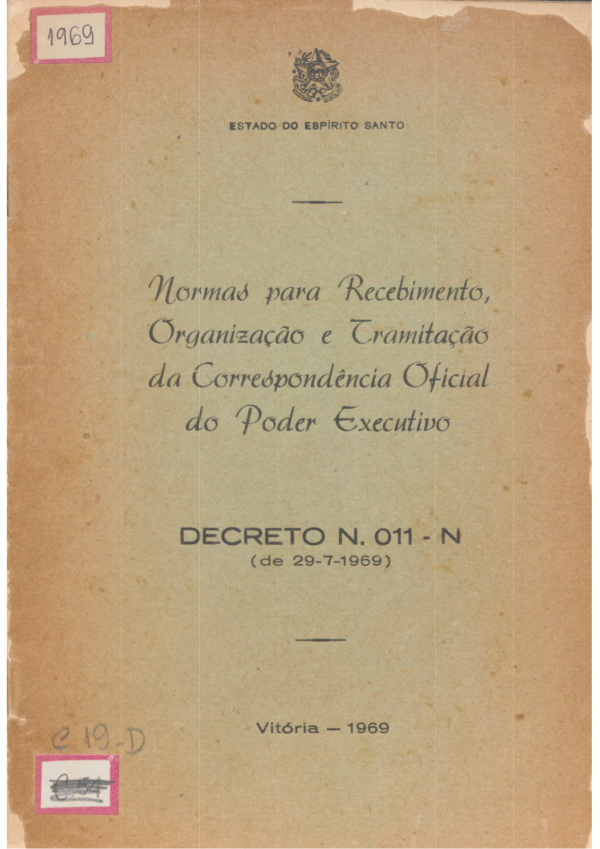 1969
ESTADO DO ESPÍRITO SANTO
Normas para Recebimento,
Organização e Tramitação
da Correspondência Oficial
do Poder Executivo
DECRETO N. 011 - N
(de 29-7-1969)
Vitória — 1969
C 19-D